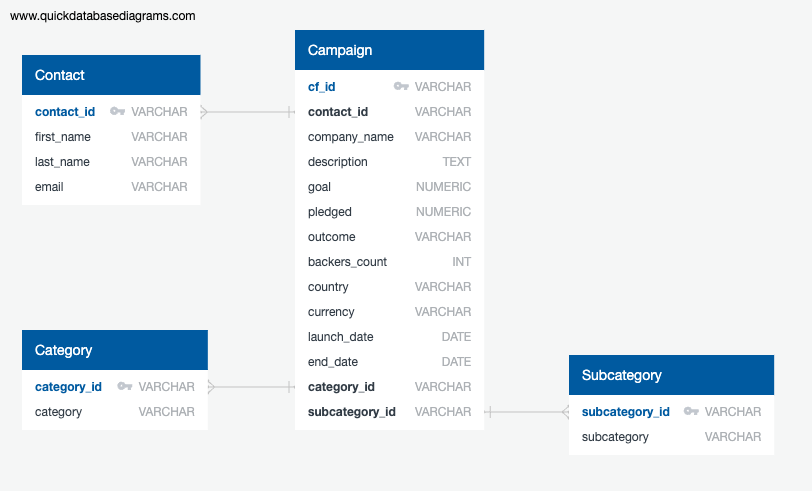 www.quickdatabasediagrams.com
Contact
contact_id VARCHAR
first_name VARCHAR
last_name VARCHAR
email VARCHAR
Campaign
cf_id VARCHAR
contact_id VARCHAR
company_name VARCHAR
description TEXT
goal NUMERIC
pledged NUMERIC
outcome VARCHAR
backers_count INT
country VARCHAR
currency VARCHAR
launch_date DATE
end_date DATE
category_id VARCHAR
subcategory_id VARCHAR
Category
category_id VARCHAR
category VARCHAR
Subcategory
subcategory_id VARCHAR
subcategory VARCHAR